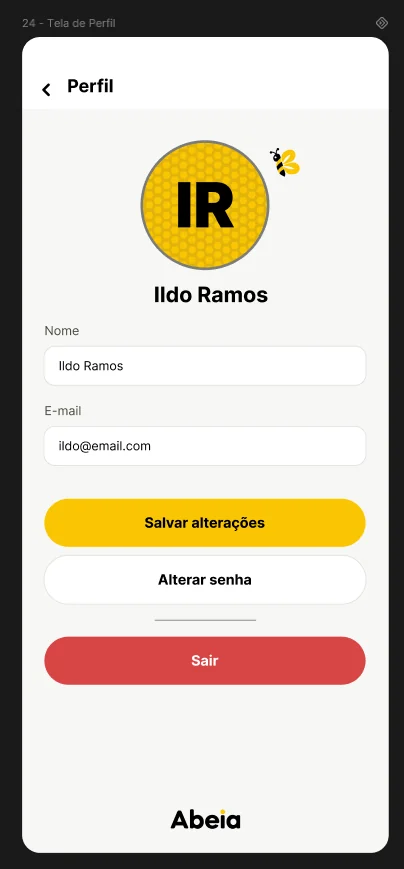 24 - Tela de Perfil
Perfil
IR
Ildo Ramos
Nome
Ildo Ramos
E-mail
ildo@email.com
Salvar alterações
Alterar senha
Sair
Abeia